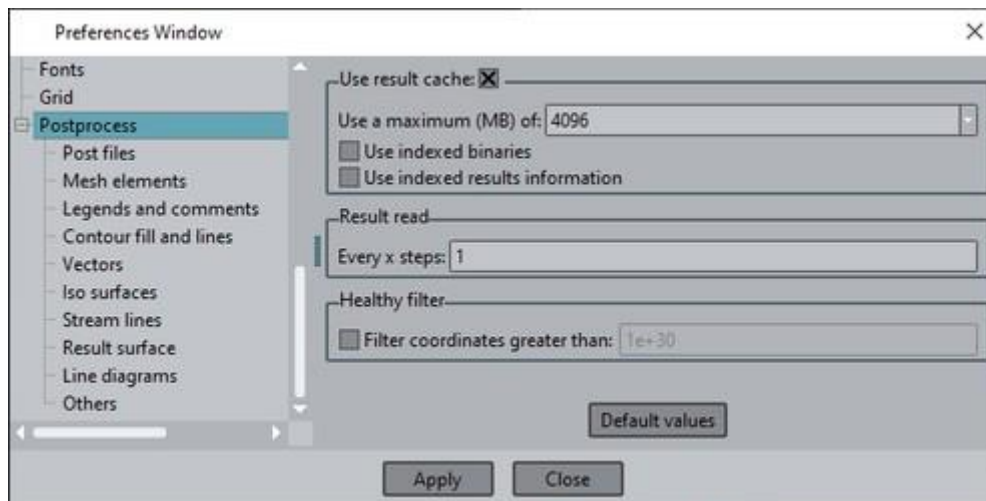 Preferences Window
Fonts
Grid
Postprocess
Post files
Mesh elements
Legends and comments
Contour fill and lines
Vectors
Iso surfaces
Stream lines
Result surface
Line diagrams
Others
Use result cache:
Use a maximum (MB) of: 4096
Use indexed binaries
Use indexed results information
Result read
Every x steps: 1
Healthy filter
Filter coordinates greater than: 1e+30
Default values
Apply Close